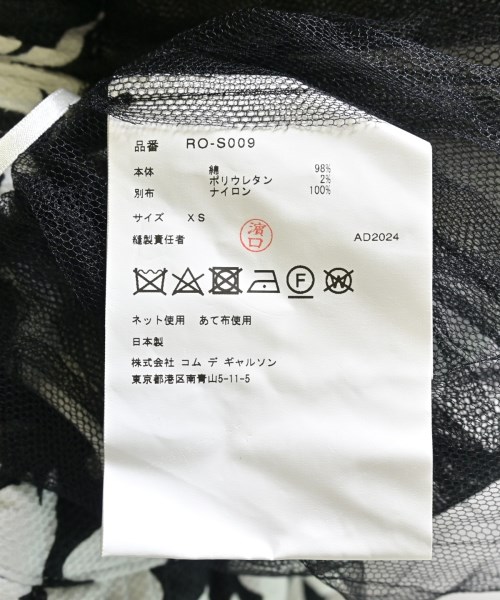 品番 RO-S009
本体 綿 98%
ポリウレタン 2%
別布 ナイロン 100%
サイズ XS
縫製責任者 濱口 AD2024
F W
ネット使用 あて布使用
日本製
株式会社 コム デ ギャルソン
東京都港区南青山5-11-5